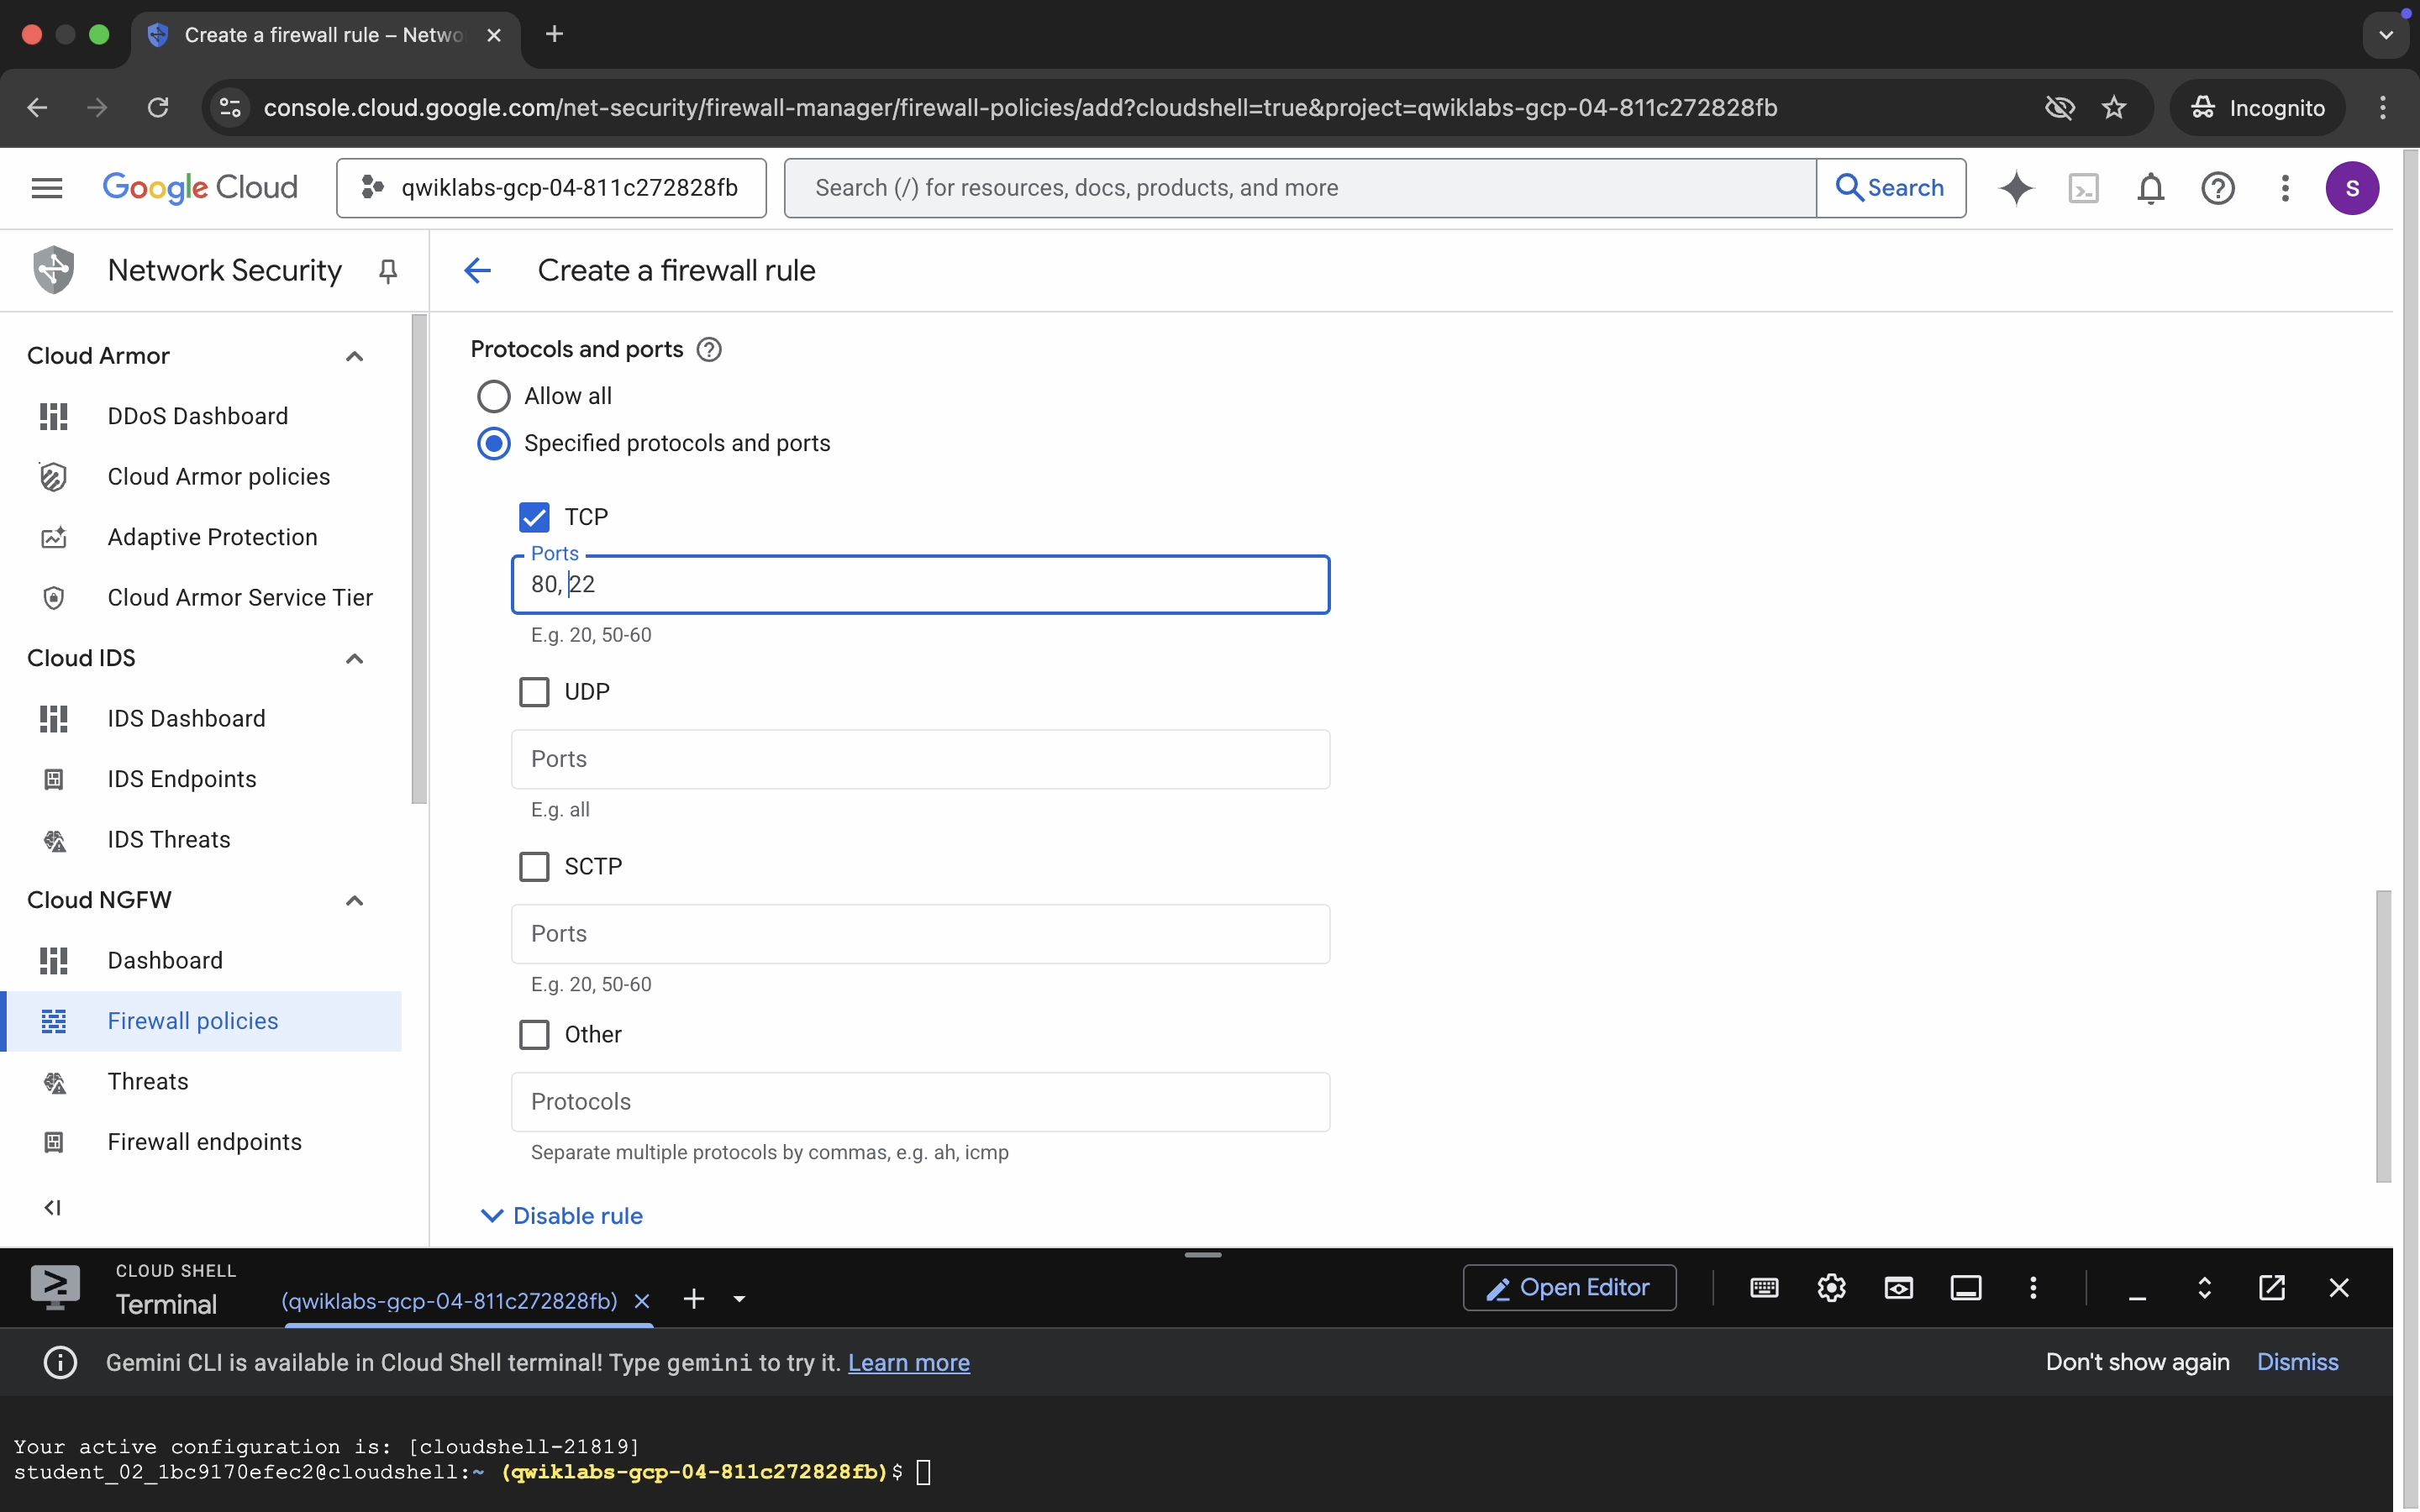 Create a firewall rule – Netwo
console.cloud.google.com/net-security/firewall-manager/firewall-policies/add?cloudshell=true&project=qwiklabs-gcp-04-811c272828fb
Incognito
Google Cloud
qwiklabs-gcp-04-811c272828fb
Search (/) for resources, docs, products, and more
Search
S
Network Security
Create a firewall rule
Cloud Armor
DDoS Dashboard
Cloud Armor policies
Adaptive Protection
Cloud Armor Service Tier
Cloud IDS
IDS Dashboard
IDS Endpoints
IDS Threats
Cloud NGFW
Dashboard
Firewall policies
Threats
Firewall endpoints
Protocols and ports
Allow all
Specified protocols and ports
TCP
Ports
80, 22
E.g. 20, 50-60
UDP
Ports
E.g. all
SCTP
Ports
E.g. 20, 50-60
Other
Protocols
Separate multiple protocols by commas, e.g. ah, icmp
Disable rule
CLOUD SHELL
Terminal
(qwiklabs-gcp-04-811c272828fb)
Open Editor
Gemini CLI is available in Cloud Shell terminal! Type gemini to try it. Learn more
Don't show again
Dismiss
Your active configuration is: [cloudshell-21819]
student_02_1bc9170efec2@cloudshell:~ (qwiklabs-gcp-04-811c272828fb)$